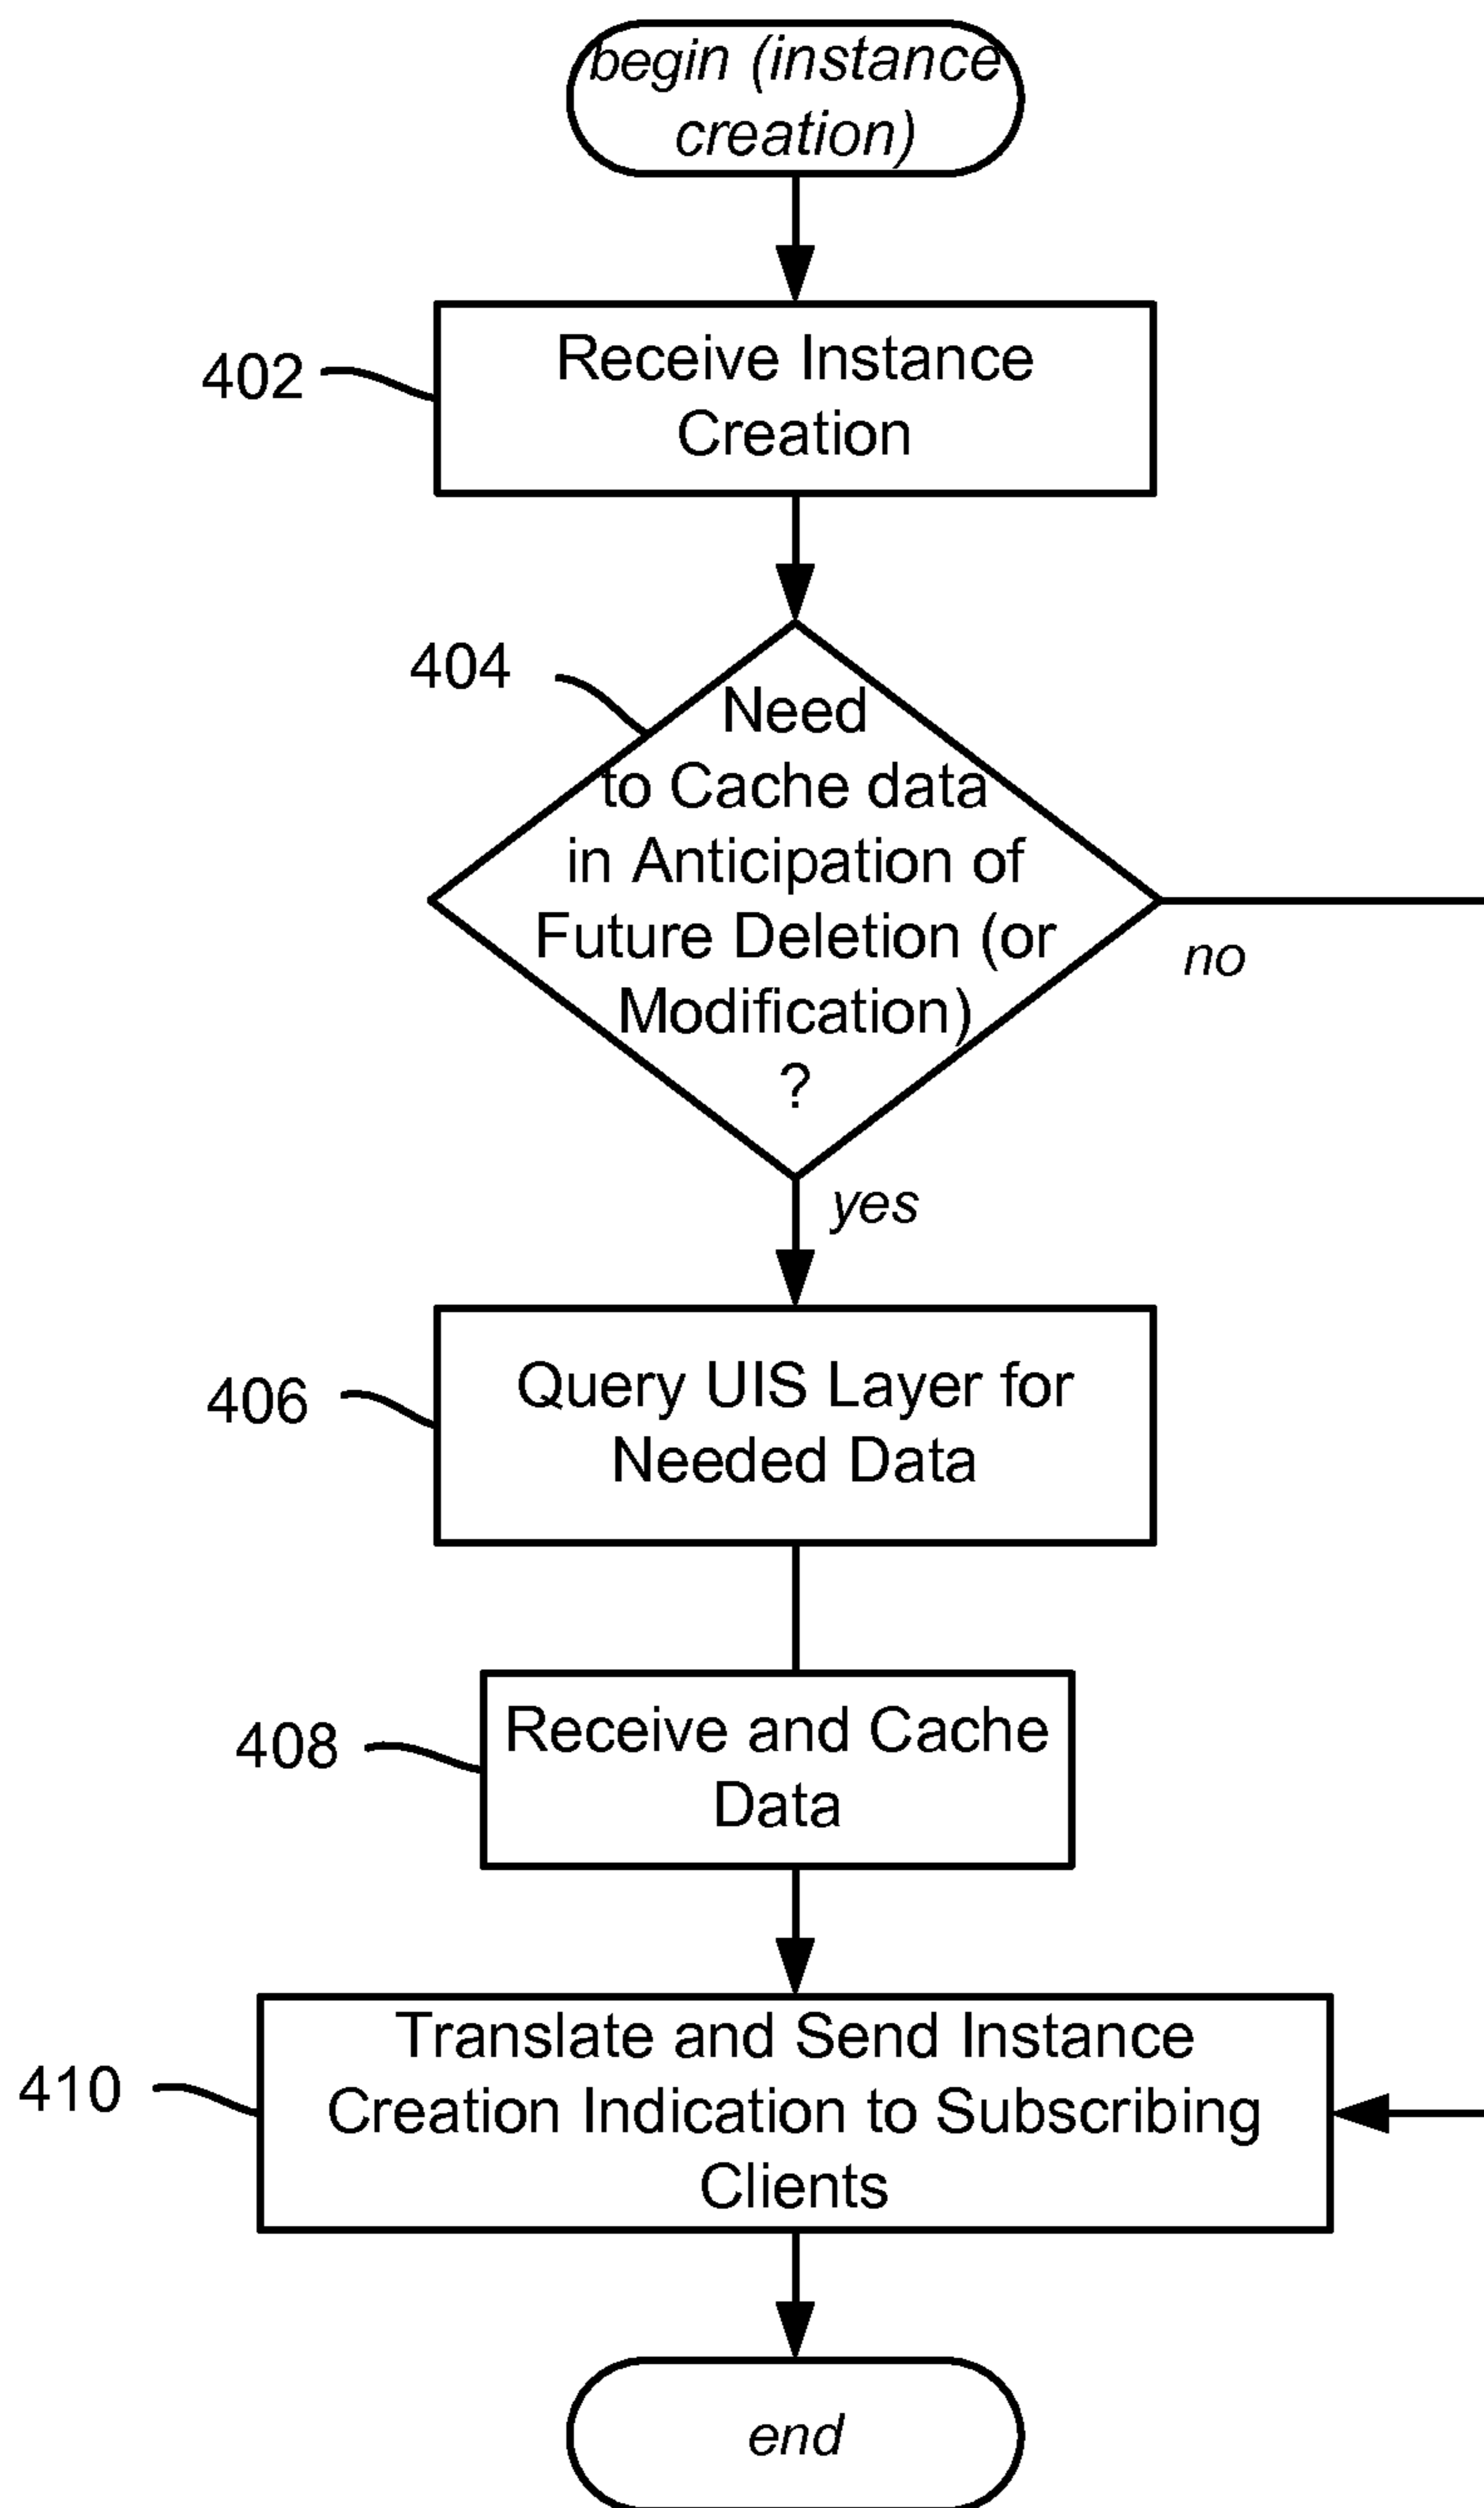 begin (instance
creation)
402
Receive Instance
Creation
404
Need
to Cache data
in Anticipation of
Future Deletion (or
Modification)
?
no
yes
406
Query UIS Layer for
Needed Data
408
Receive and Cache
Data
410
Translate and Send Instance
Creation Indication to Subscribing
Clients
end